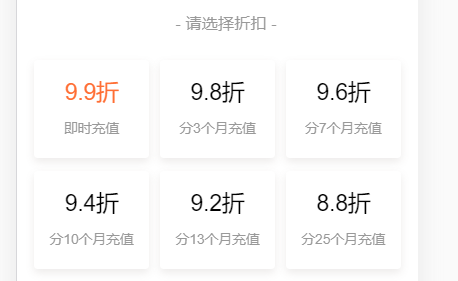 - 请选择折扣 -
9.9折 9.8折 9.6折
即时充值 分3个月充值 分7个月充值
9.4折 9.2折 8.8折
分10个月充值 分13个月充值 分25个月充值